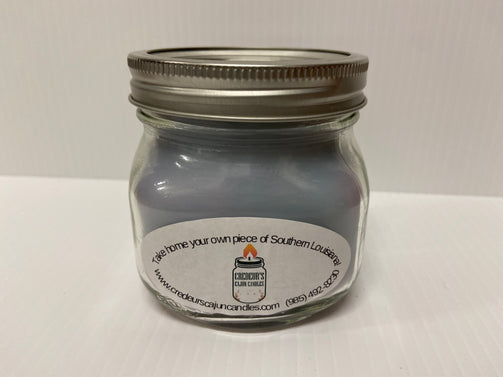 Take home your own piece of Southern Louisiana!
CREDEUR'S
CAJUN CANDLES
www.credeurscajuncandles.com (985) 492-8230